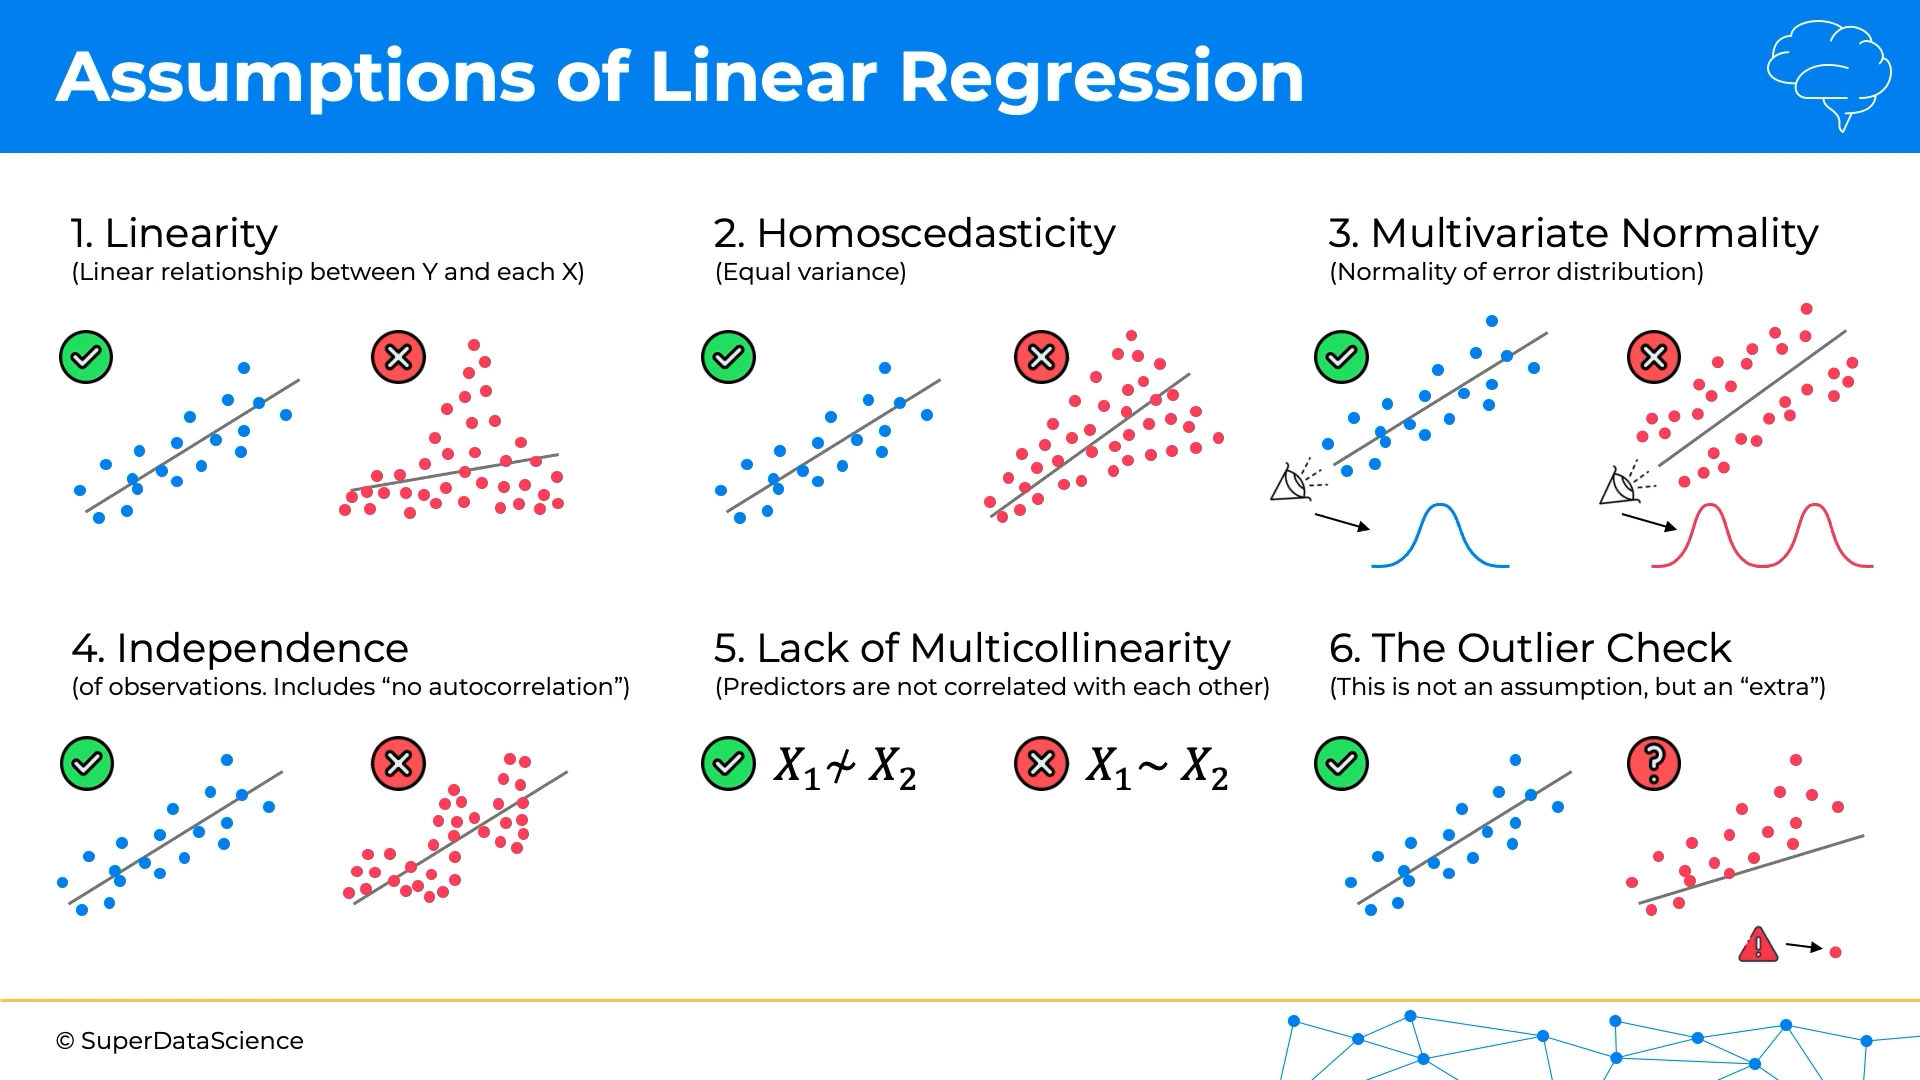 Assumptions of Linear Regression
1. Linearity
(Linear relationship between Y and each X)
2. Homoscedasticity
(Equal variance)
3. Multivariate Normality
(Normality of error distribution)
4. Independence
(of observations. Includes “no autocorrelation”)
5. Lack of Multicollinearity
(Predictors are not correlated with each other)
X₁ ≁ X₂
X₁ ~ X₂
6. The Outlier Check
(This is not an assumption, but an “extra”)
?
!
© SuperDataScience